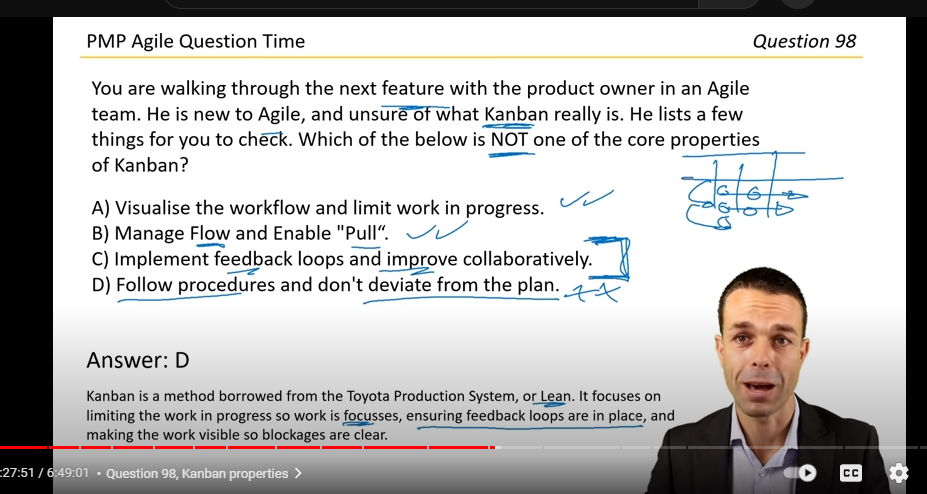 PMP Agile Question Time
Question 98
You are walking through the next feature with the product owner in an Agile
team. He is new to Agile, and unsure of what Kanban really is. He lists a few
things for you to check. Which of the below is NOT one of the core properties
of Kanban?
A) Visualise the workflow and limit work in progress.
B) Manage Flow and Enable "Pull“.
C) Implement feedback loops and improve collaboratively.
D) Follow procedures and don't deviate from the plan.
Answer: D
Kanban is a method borrowed from the Toyota Production System, or Lean. It focuses on
limiting the work in progress so work is focusses, ensuring feedback loops are in place, and
making the work visible so blockages are clear.
:27:51 / 6:49:01 • Question 98, Kanban properties >
CC